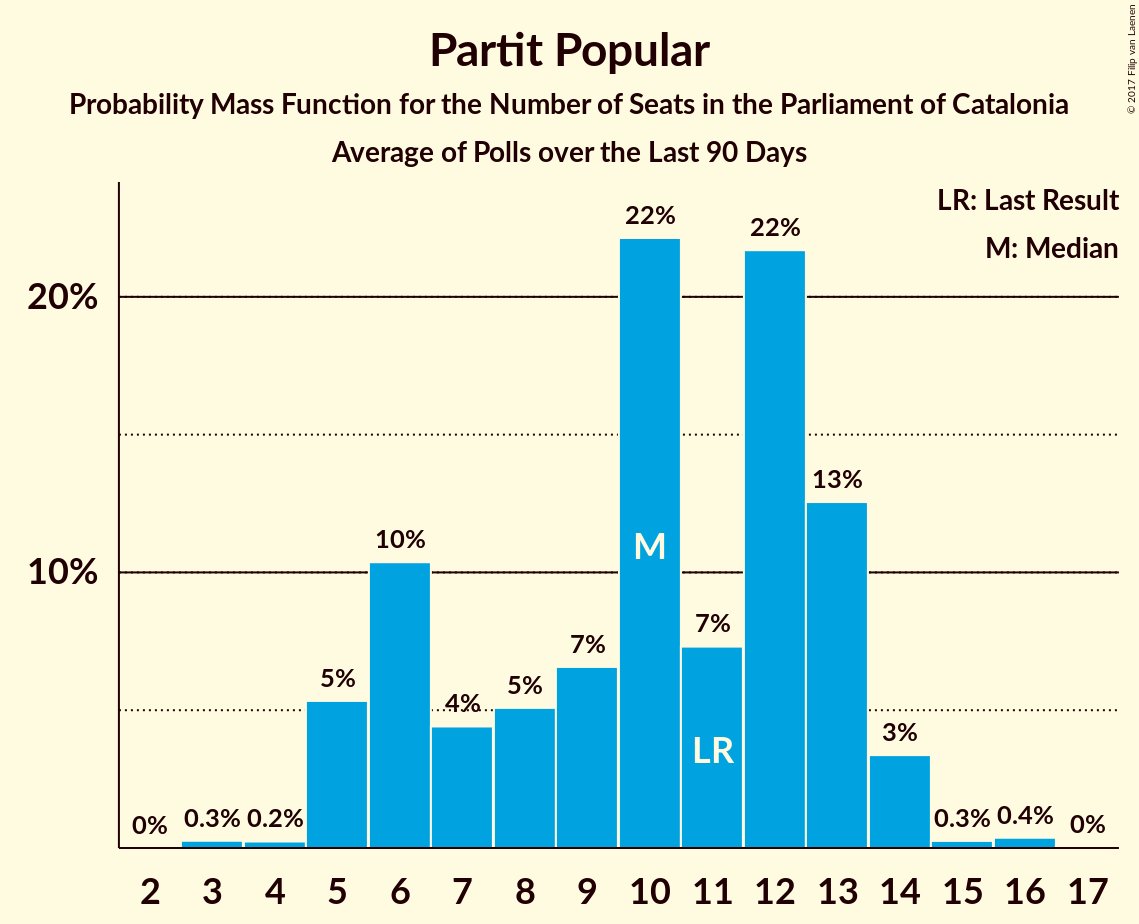 Partit Popular
Probability Mass Function for the Number of Seats in the Parliament of Catalonia
Average of Polls over the Last 90 Days
© 2017 Filip van Laenen
LR: Last Result
M: Median
20%
10%
0% 0.3% 0.2% 5% 10% 4% 5% 7% 22% 7% 22% 13% 3% 0.3% 0.4% 0%
M
LR
2 3 4 5 6 7 8 9 10 11 12 13 14 15 16 17